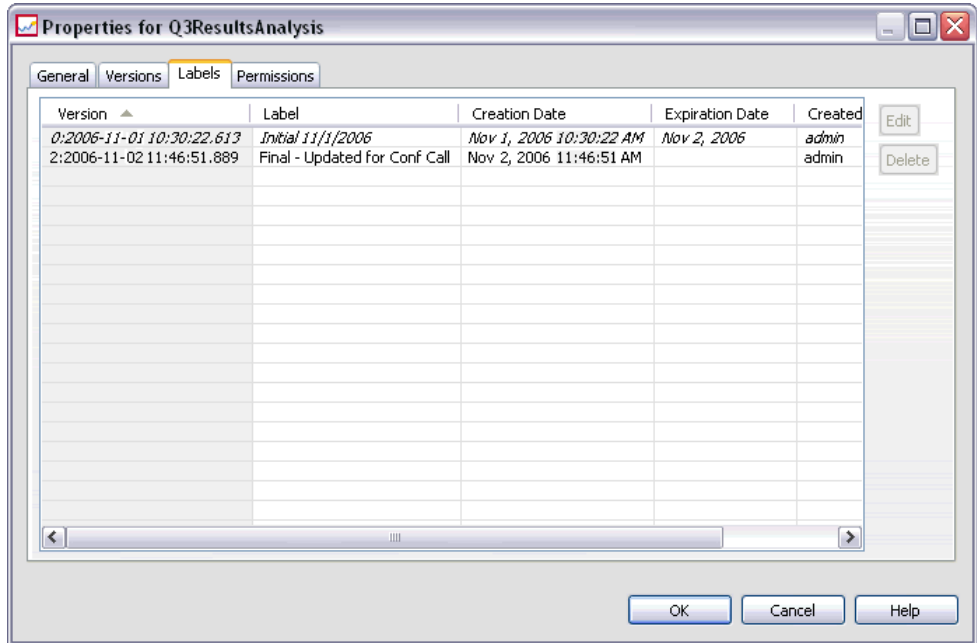 Properties for Q3ResultsAnalysis
General Versions Labels Permissions
Version Label Creation Date Expiration Date Created
0:2006-11-01 10:30:22.613 Initial 11/1/2006 Nov 1, 2006 10:30:22 AM Nov 2, 2006 admin
2:2006-11-02 11:46:51.889 Final - Updated for Conf Call Nov 2, 2006 11:46:51 AM admin
Edit
Delete
OK Cancel Help